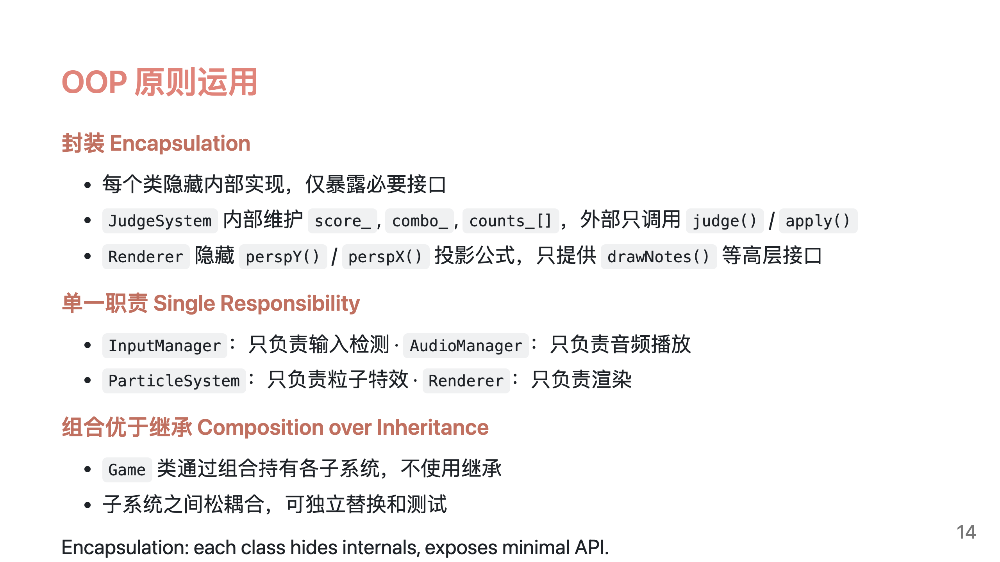 OOP 原则运用
封装 Encapsulation
• 每个类隐藏内部实现，仅暴露必要接口
• JudgeSystem 内部维护 score_, combo_, counts_[]，外部只调用 judge() / apply()
• Renderer 隐藏 perspY() / perspX() 投影公式，只提供 drawNotes() 等高层接口
单一职责 Single Responsibility
• InputManager：只负责输入检测 · AudioManager：只负责音频播放
• ParticleSystem：只负责粒子特效 · Renderer：只负责渲染
组合优于继承 Composition over Inheritance
• Game 类通过组合持有各子系统，不使用继承
• 子系统之间松耦合，可独立替换和测试
Encapsulation: each class hides internals, exposes minimal API.
14